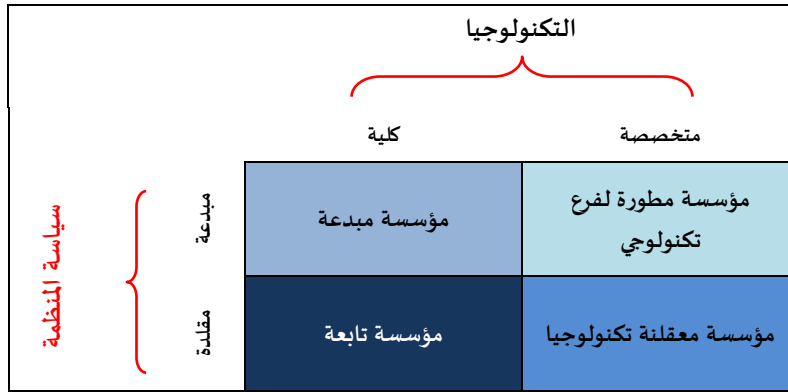 التكنولوجيا
متخصصة
كلية
سياسة المنظمة
مبدعة
مؤسسة مطورة لفرع
تكنولوجي
مؤسسة مبدعة
مقلدة
مؤسسة معقلنة تكنولوجيا
مؤسسة تابعة